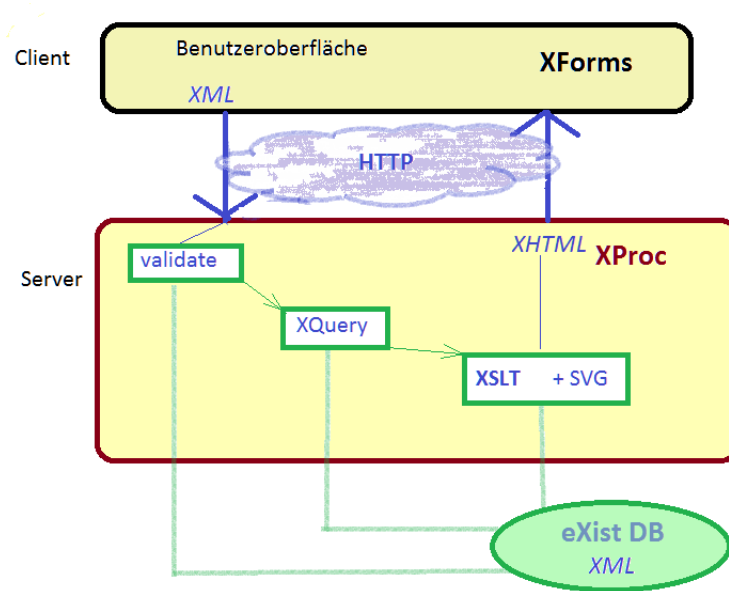 Client
Benutzeroberfläche
XForms
XML
HTTP
XHTML
XProc
Server
validate
XQuery
XSLT + SVG
eXist DB
XML